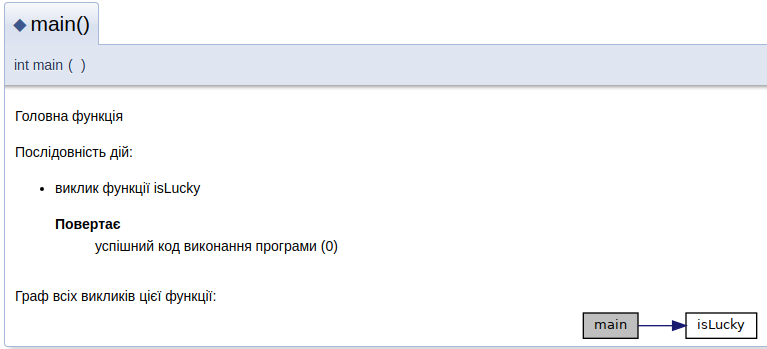 ◆ main()
int main ( )
Головна функція
Послідовність дій:
• виклик функції isLucky
Повертає
успішний код виконання програми (0)
Граф всіх викликів цієї функції:
main
isLucky